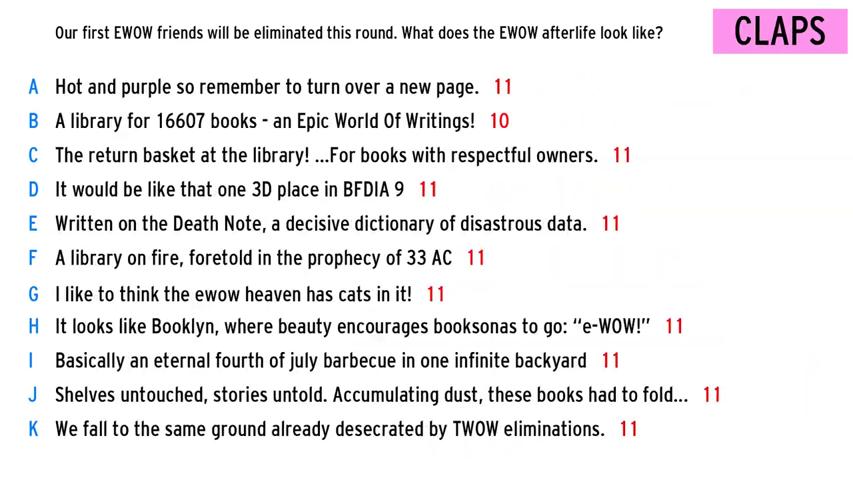 Our first EWOW friends will be eliminated this round. What does the EWOW afterlife look like?
CLAPS
A Hot and purple so remember to turn over a new page. 11
B A library for 16607 books - an Epic World Of Writings! 10
C The return basket at the library! ...For books with respectful owners. 11
D It would be like that one 3D place in BFDIA 9 11
E Written on the Death Note, a decisive dictionary of disastrous data. 11
F A library on fire, foretold in the prophecy of 33 AC 11
G I like to think the ewow heaven has cats in it! 11
H It looks like Booklyn, where beauty encourages booksonas to go: “e-WOW!” 11
I Basically an eternal fourth of july barbecue in one infinite backyard 11
J Shelves untouched, stories untold. Accumulating dust, these books had to fold... 11
K We fall to the same ground already desecrated by TWOW eliminations. 11